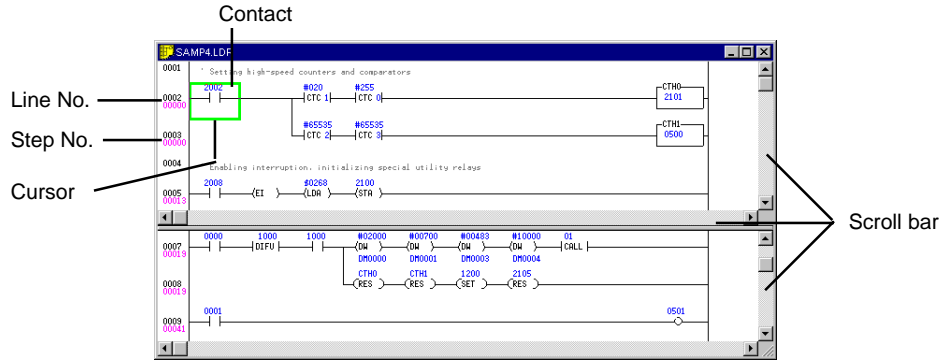 Contact
SAMP4.LDF
0001 ' Setting high-speed counters and comparators
2002 #020 #255 CTH0
Line No. 0002 CTC 1 CTC 0 2101
00000
#65535 #65535 CTH1
Step No. 0003 CTC 2 CTC 3 0500
00000
0004 ' Enabling interruption, initializing special utility relays
Cursor
2008 $0268 2100
0005 EI LDA STA
00013
Scroll bar
0000 1000 1000 #02000 #00700 #00483 #10000 01
0007 DIFU DW DW DW DW CALL
00019 DM0000 DM0001 DM0003 DM0004
CTH0 CTH1 1200 2105
0008 RES RES SET RES
00019
0001 0501
0009
00041